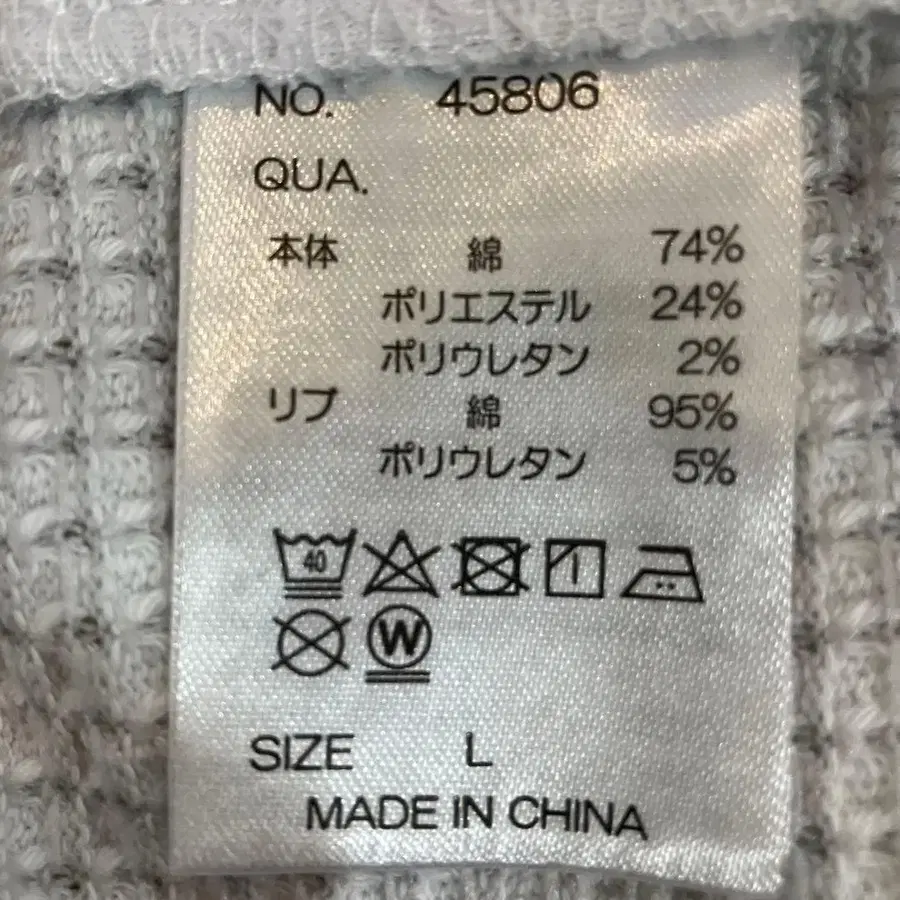 NO. 45806
QUA.
本体 綿 74%
ポリエステル 24%
ポリウレタン 2%
リブ 綿 95%
ポリウレタン 5%
40
W
SIZE L
MADE IN CHINA